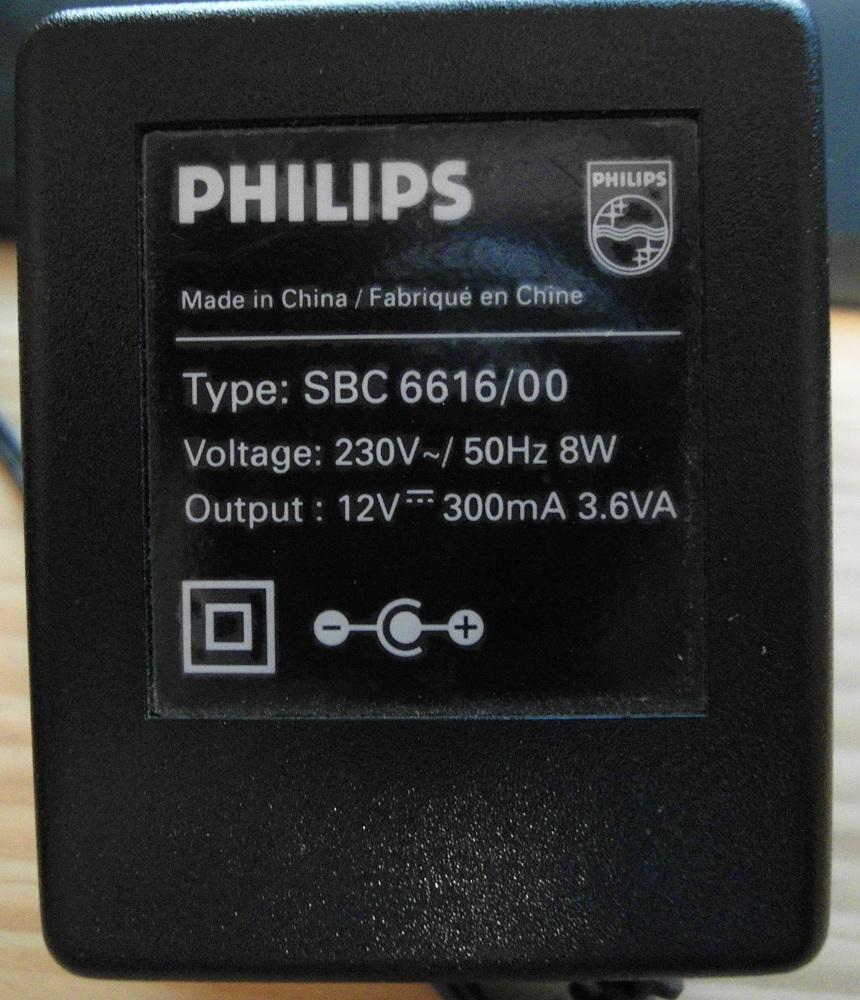 PHILIPS
PHILIPS
Made in China / Fabriqué en Chine
Type: SBC 6616/00
Voltage: 230V~/ 50Hz 8W
Output : 12V⎓300mA 3.6VA